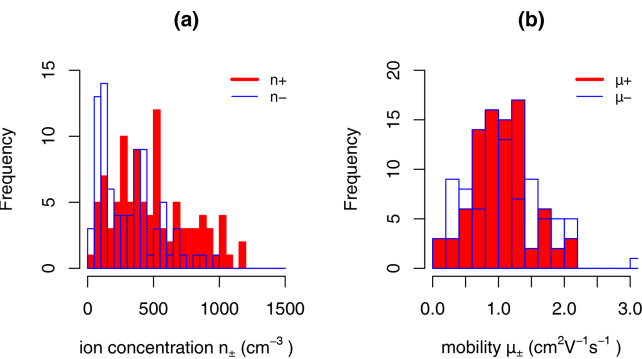 (a)
n+
n−
15
10
5
0
Frequency
0 500 1000 1500
ion concentration n± (cm⁻³ )
(b)
μ+
μ−
20
15
10
5
0
Frequency
0.0 1.0 2.0 3.0
mobility μ± (cm²V⁻¹s⁻¹ )